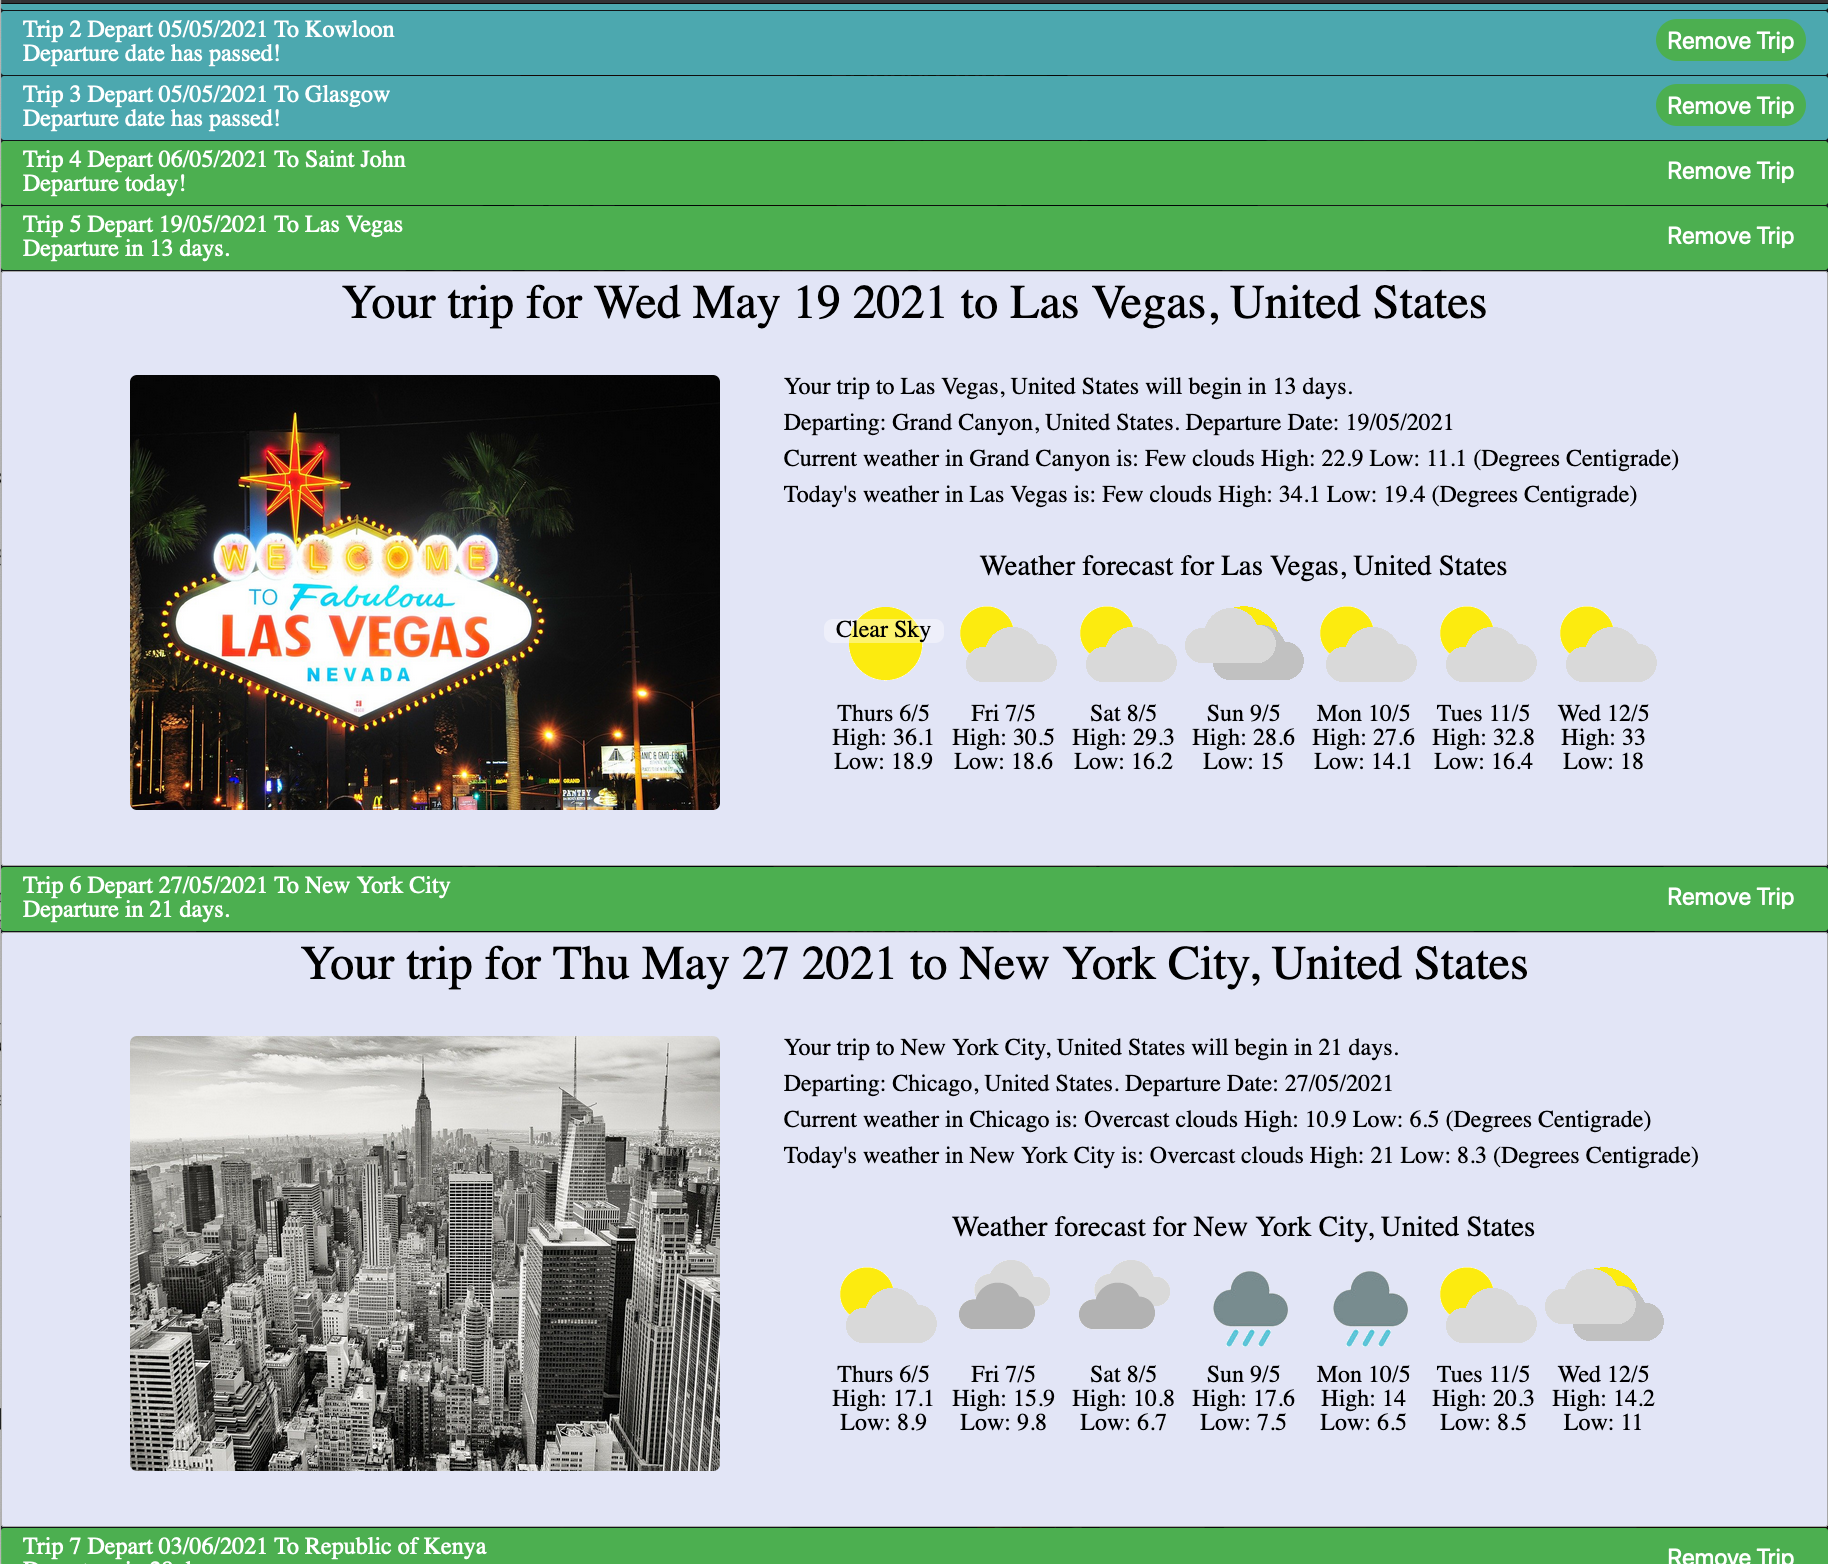 Trip 2 Depart 05/05/2021 To Kowloon
Departure date has passed!
Remove Trip
Trip 3 Depart 05/05/2021 To Glasgow
Departure date has passed!
Remove Trip
Trip 4 Depart 06/05/2021 To Saint John
Departure today!
Remove Trip
Trip 5 Depart 19/05/2021 To Las Vegas
Departure in 13 days.
Remove Trip
Your trip for Wed May 19 2021 to Las Vegas, United States
WELCOME
TO Fabulous
LAS VEGAS
NEVADA
Your trip to Las Vegas, United States will begin in 13 days.
Departing: Grand Canyon, United States. Departure Date: 19/05/2021
Current weather in Grand Canyon is: Few clouds High: 22.9 Low: 11.1 (Degrees Centigrade)
Today's weather in Las Vegas is: Few clouds High: 34.1 Low: 19.4 (Degrees Centigrade)
Weather forecast for Las Vegas, United States
Clear Sky
Thurs 6/5 Fri 7/5 Sat 8/5 Sun 9/5 Mon 10/5 Tues 11/5 Wed 12/5
High: 36.1 High: 30.5 High: 29.3 High: 28.6 High: 27.6 High: 32.8 High: 33
Low: 18.9 Low: 18.6 Low: 16.2 Low: 15 Low: 14.1 Low: 16.4 Low: 18
Trip 6 Depart 27/05/2021 To New York City
Departure in 21 days.
Remove Trip
Your trip for Thu May 27 2021 to New York City, United States
Your trip to New York City, United States will begin in 21 days.
Departing: Chicago, United States. Departure Date: 27/05/2021
Current weather in Chicago is: Overcast clouds High: 10.9 Low: 6.5 (Degrees Centigrade)
Today's weather in New York City is: Overcast clouds High: 21 Low: 8.3 (Degrees Centigrade)
Weather forecast for New York City, United States
Thurs 6/5 Fri 7/5 Sat 8/5 Sun 9/5 Mon 10/5 Tues 11/5 Wed 12/5
High: 17.1 High: 15.9 High: 10.8 High: 17.6 High: 14 High: 20.3 High: 14.2
Low: 8.9 Low: 9.8 Low: 6.7 Low: 7.5 Low: 6.5 Low: 8.5 Low: 11
Trip 7 Depart 03/06/2021 To Republic of Kenya
Remove Trip